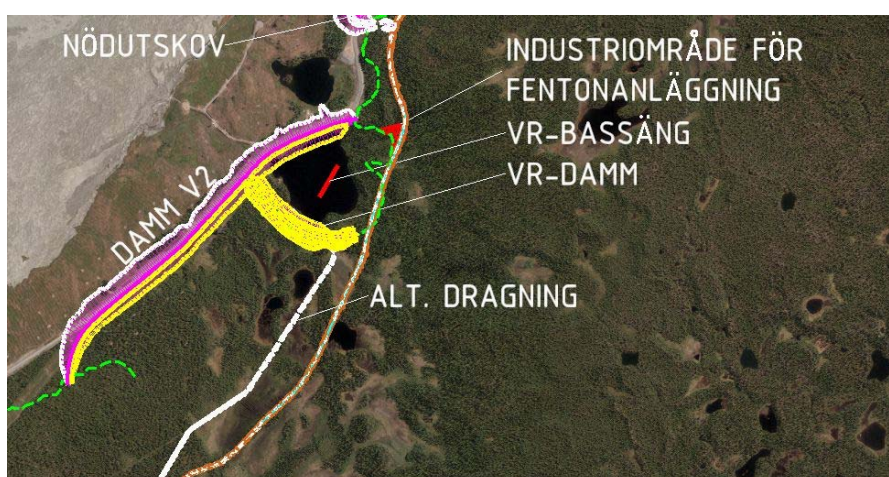 NÖDUTSKOV
INDUSTRIOMRÅDE FÖR
FENTONANLÄGGNING
VR-BASSÄNG
VR-DAMM
DAMM V2
ALT. DRAGNING